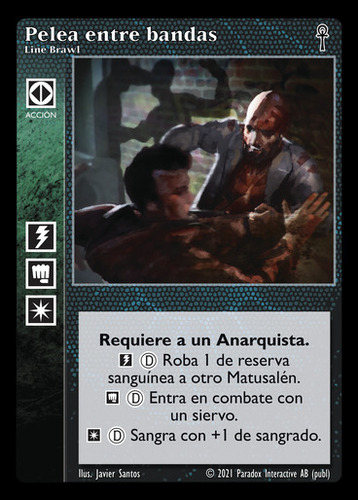 Pelea entre bandas
Line Brawl
ACCIÓN
Requiere a un Anarquista.
D Roba 1 de reserva
sanguínea a otro Matusalén.
D Entra en combate con
un siervo.
D Sangra con +1 de sangrado.
Ilus. Javier Santos © 2021 Paradox Interactive AB (publ)